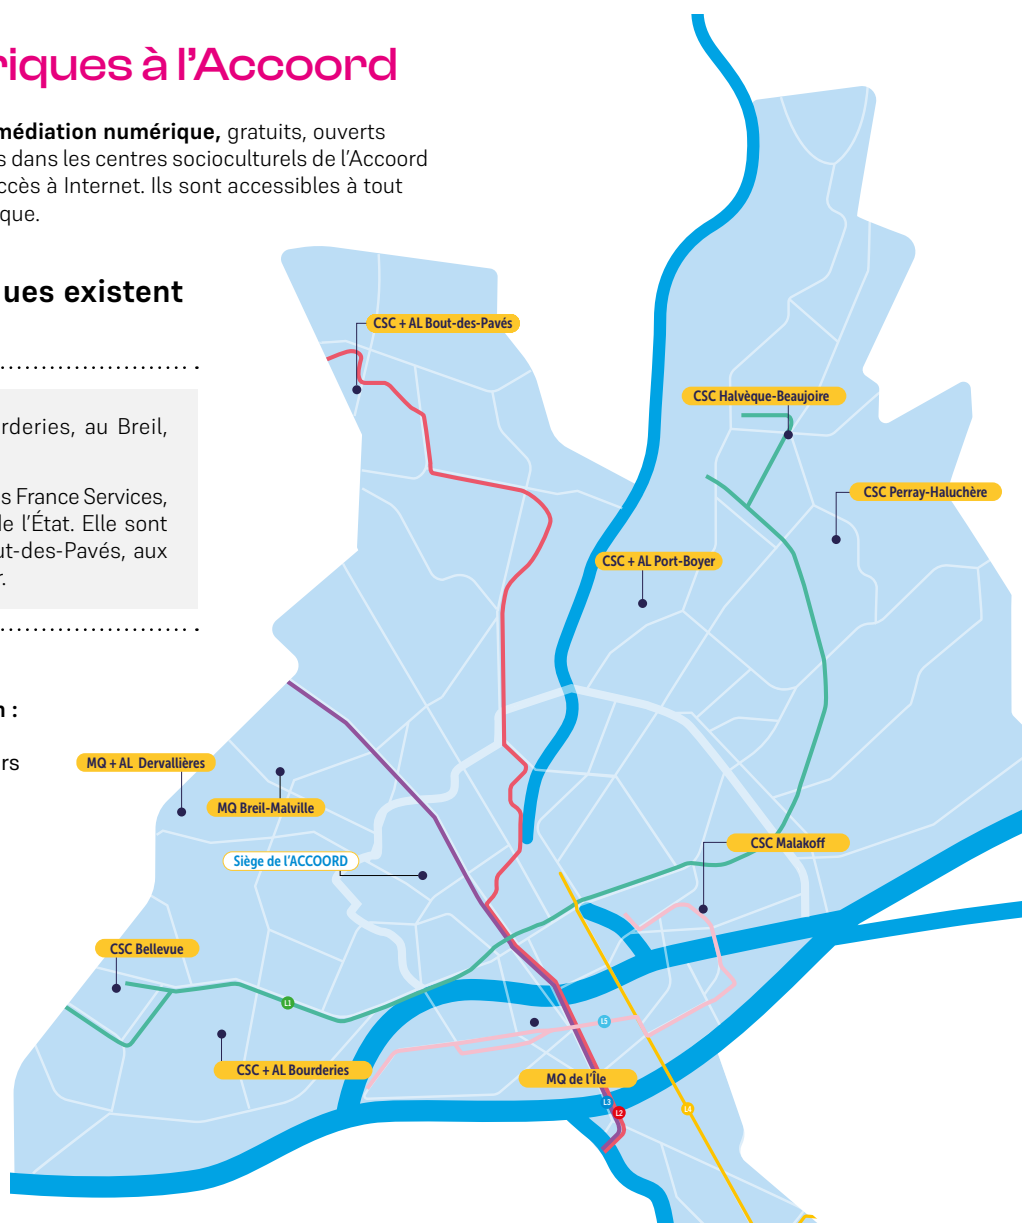 riques à l’Accoord
médiation numérique, gratuits, ouverts
s dans les centres socioculturels de l’Accoord
ccès à Internet. Ils sont accessibles à tout
que.
ues existent
rderies, au Breil,
s France Services,
de l’État. Elle sont
ut-des-Pavés, aux
r.
n :
rs
CSC + AL Bout-des-Pavés
CSC Halvèque-Beaujoire
CSC Perray-Haluchère
CSC + AL Port-Boyer
MQ + AL Dervallières
MQ Breil-Malville
CSC Malakoff
Siège de l’ACCOORD
CSC Bellevue
L1
L5
CSC + AL Bourderies
MQ de l’Île
L3
L2
L4